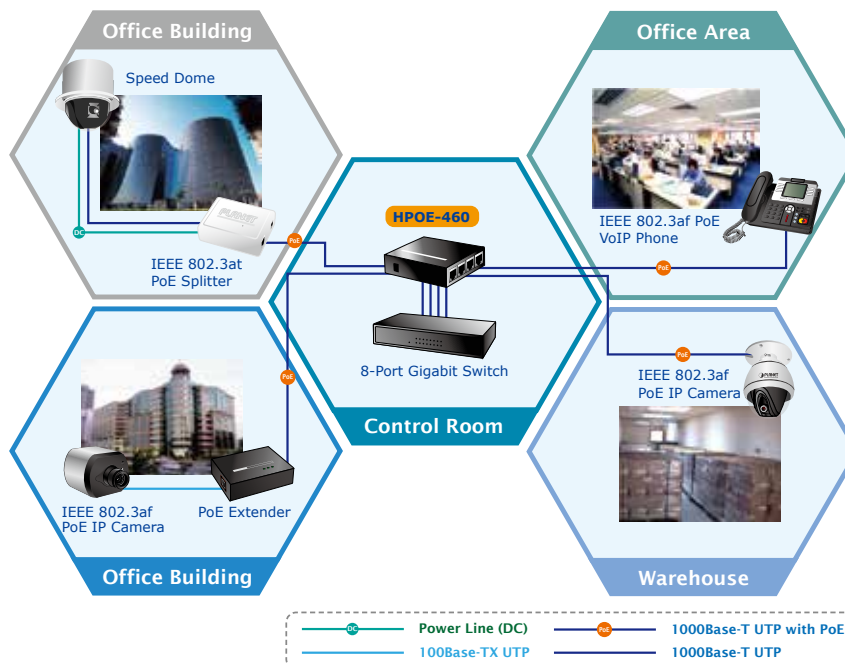 Office Building
Speed Dome
PLANET
DC
PoE
IEEE 802.3at
PoE Splitter
Office Area
IEEE 802.3af PoE
VoIP Phone
PoE
HPOE-460
8-Port Gigabit Switch
Control Room
PoE
IEEE 802.3af
PoE IP Camera
PoE Extender
Office Building
PoE
IEEE 802.3af
PoE IP Camera
PLANET
Warehouse
DC
Power Line (DC)
PoE
1000Base-T UTP with PoE
100Base-TX UTP
1000Base-T UTP